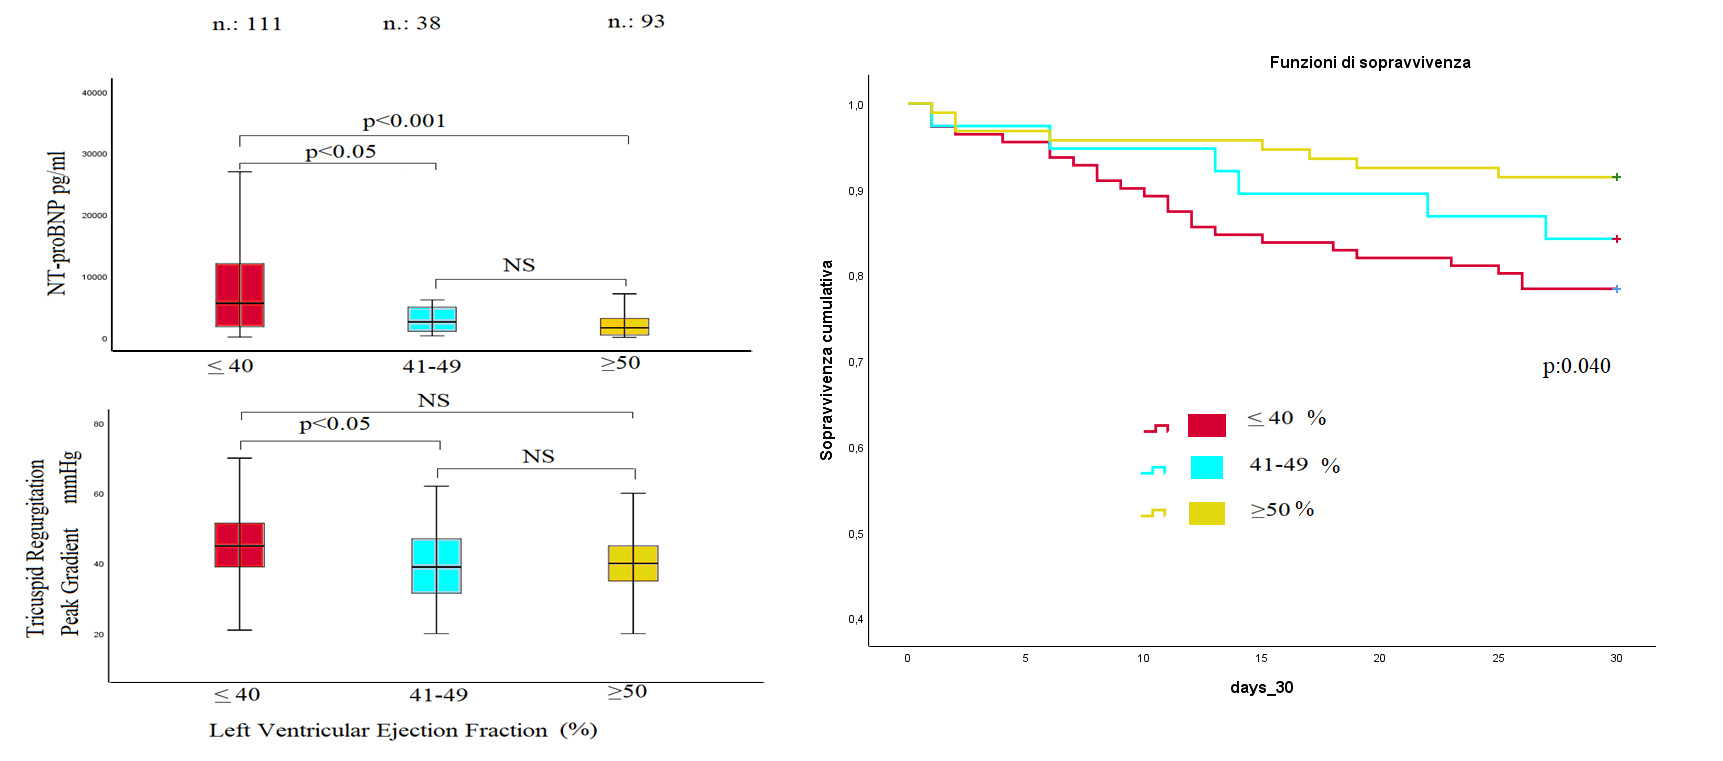 n.: 111
n.: 38
n.: 93
NT-proBNP pg/ml
40000
30000
20000
10000
0
p<0.001
p<0.05
NS
≤ 40
41-49
≥50
Tricuspid Regurgitation
Peak Gradient mmHg
80
60
40
20
NS
p<0.05
NS
≤ 40
41-49
≥50
Left Ventricular Ejection Fraction (%)
Funzioni di sopravvivenza
Sopravvivenza cumulativa
1,0
0,9
0,8
0,7
0,6
0,5
0,4
p:0.040
≤ 40 %
41-49 %
≥50 %
0
5
10
15
20
25
30
days_30